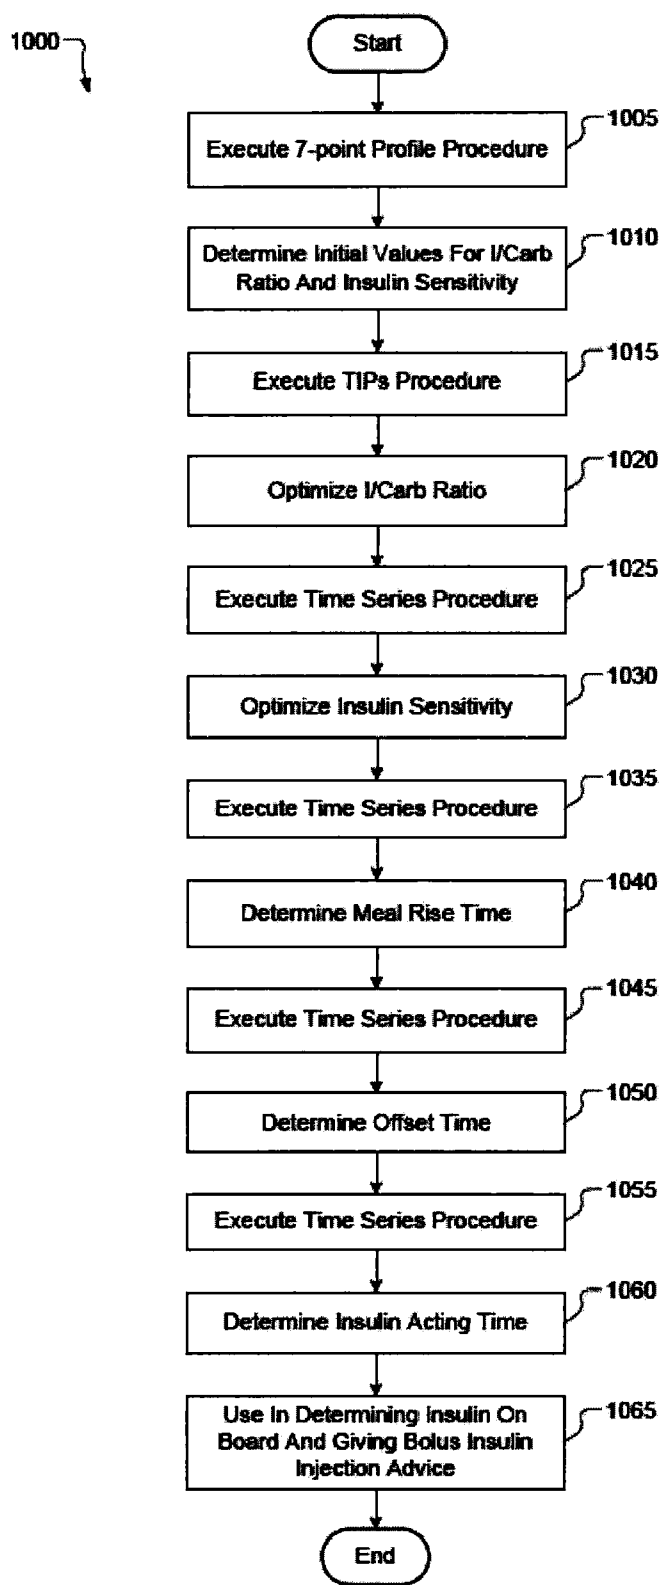 1000
Start
1005
Execute 7-point Profile Procedure
1010
Determine Initial Values For I/Carb
Ratio And Insulin Sensitivity
1015
Execute TIPs Procedure
1020
Optimize I/Carb Ratio
1025
Execute Time Series Procedure
1030
Optimize Insulin Sensitivity
1035
Execute Time Series Procedure
1040
Determine Meal Rise Time
1045
Execute Time Series Procedure
1050
Determine Offset Time
1055
Execute Time Series Procedure
1060
Determine Insulin Acting Time
1065
Use In Determining Insulin On
Board And Giving Bolus Insulin
Injection Advice
End